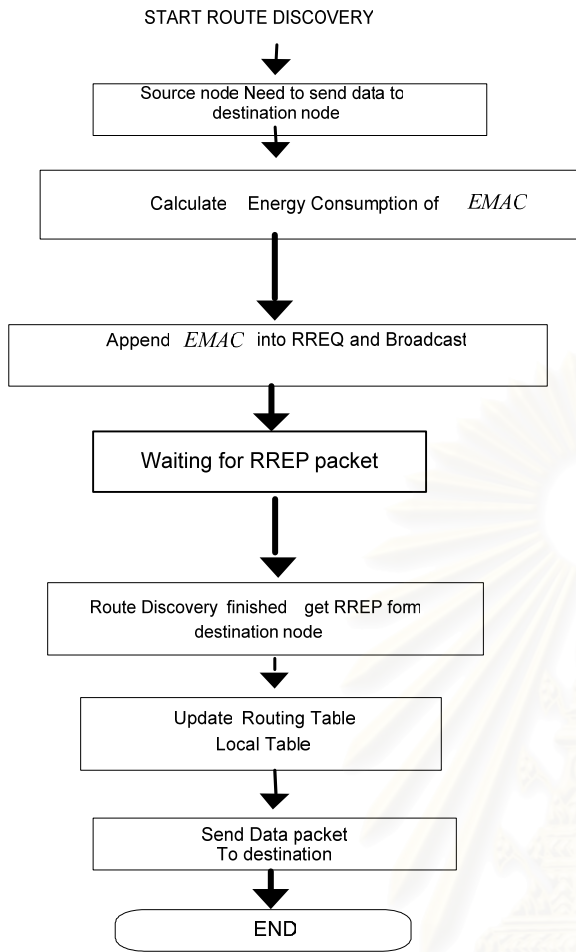 START ROUTE DISCOVERY
Source node Need to send data to
destination node
Calculate Energy Consumption of EMAC
Append EMAC into RREQ and Broadcast
Waiting for RREP packet
Route Discovery finished get RREP form
destination node
Update Routing Table
Local Table
Send Data packet
To destination
END